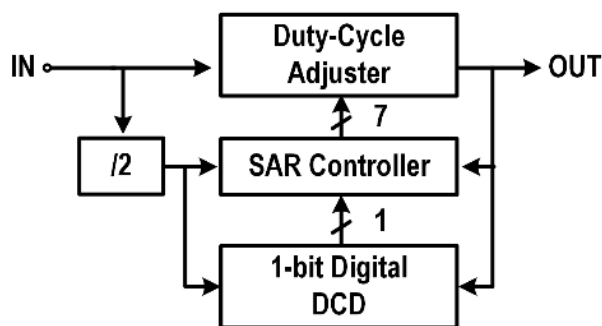 Duty-Cycle
Adjuster
IN
OUT
7
/2
SAR Controller
1
1-bit Digital
DCD